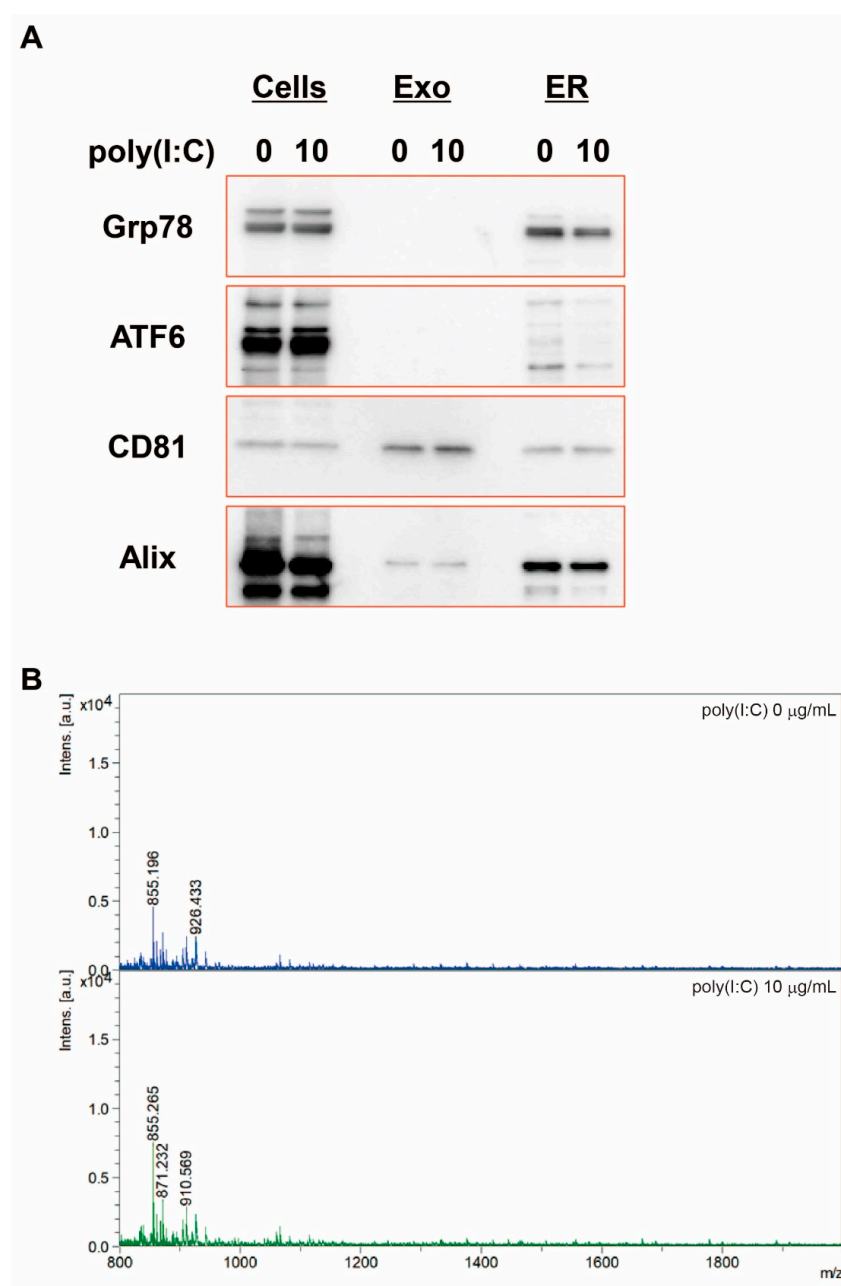 A
Cells Exo ER
poly(I:C) 0 10 0 10 0 10
Grp78
ATF6
CD81
Alix
B
x10⁴
Intens. [a.u.]
poly(I:C) 0 μg/mL
1.5
1.0
0.5
0.0
855.196
926.433
x10⁴
Intens. [a.u.]
poly(I:C) 10 μg/mL
1.5
1.0
0.5
0.0
855.265
871.232
910.569
800 1000 1200 1400 1600 1800 m/z